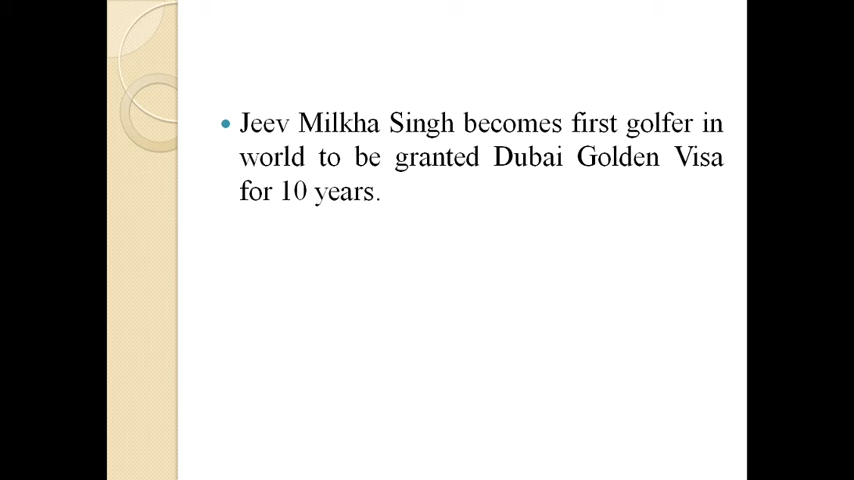 • Jeev Milkha Singh becomes first golfer in
world to be granted Dubai Golden Visa
for 10 years.